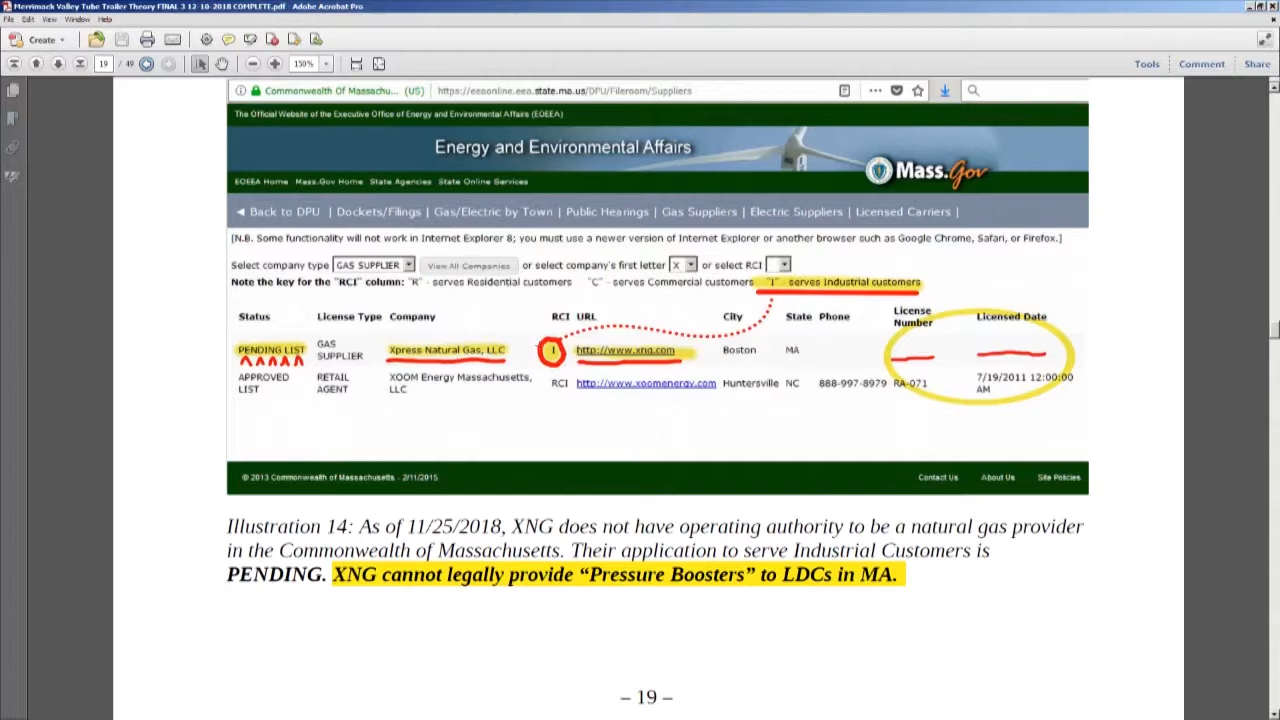 Merrimack Valley Tube Trailer Theory FINAL 3 12-10-2018 COMPLETE.pdf - Adobe Acrobat Pro
File Edit View Window Help
Create
19 / 49 150% Tools Comment Share
Commonwealth Of Massachu... (US) https://eeaonline.eea.state.ma.us/DPU/Fileroom/Suppliers
The Official Website of the Executive Office of Energy and Environmental Affairs (EOEEA)
Energy and Environmental Affairs
Mass.Gov
EOEEA Home Mass.Gov Home State Agencies State Online Services
◄ Back to DPU | Dockets/Filings | Gas/Electric by Town | Public Hearings | Gas Suppliers | Electric Suppliers | Licensed Carriers |
[N.B. Some functionality will not work in Internet Explorer 8; you must use a newer version of Internet Explorer or another browser such as Google Chrome, Safari, or Firefox.]
Select company type GAS SUPPLIER View All Companies or select company's first letter X or select RCI
Note the key for the "RCI" column: "R" - serves Residential customers "C" - serves Commercial customers "I" - serves Industrial customers
Status License Type Company RCI URL City State Phone License Number Licensed Date
PENDING LIST GAS SUPPLIER Xpress Natural Gas, LLC I http://www.xng.com Boston MA
APPROVED LIST RETAIL AGENT XOOM Energy Massachusetts, LLC RCI http://www.xoomenergy.com Huntersville NC 888-997-8979 RA-071 7/19/2011 12:00:00 AM
© 2013 Commonwealth of Massachusetts - 2/11/2015 Contact Us About Us Site Policies
Illustration 14: As of 11/25/2018, XNG does not have operating authority to be a natural gas provider
in the Commonwealth of Massachusetts. Their application to serve Industrial Customers is
PENDING. XNG cannot legally provide “Pressure Boosters” to LDCs in MA.
– 19 –